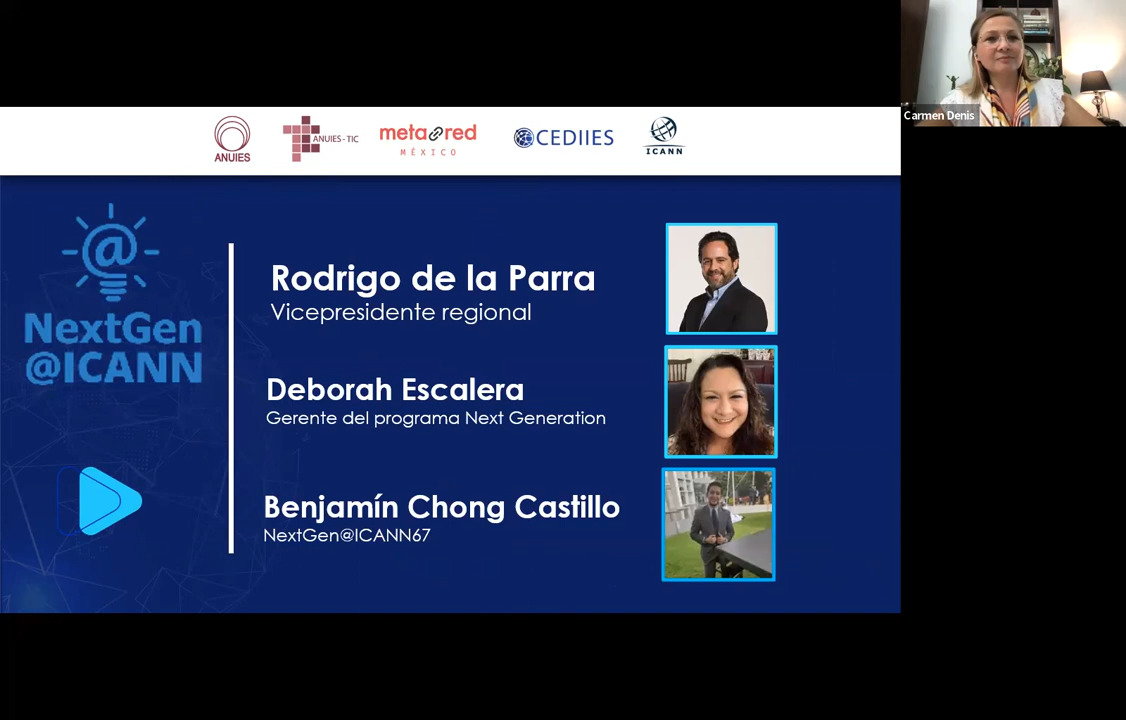 ANUIES
ANUIES - TIC
metared
MÉXICO
CEDIIES
ICANN
Carmen Denis
NextGen
@ICANN
Rodrigo de la Parra
Vicepresidente regional
Deborah Escalera
Gerente del programa Next Generation
Benjamín Chong Castillo
NextGen@ICANN67